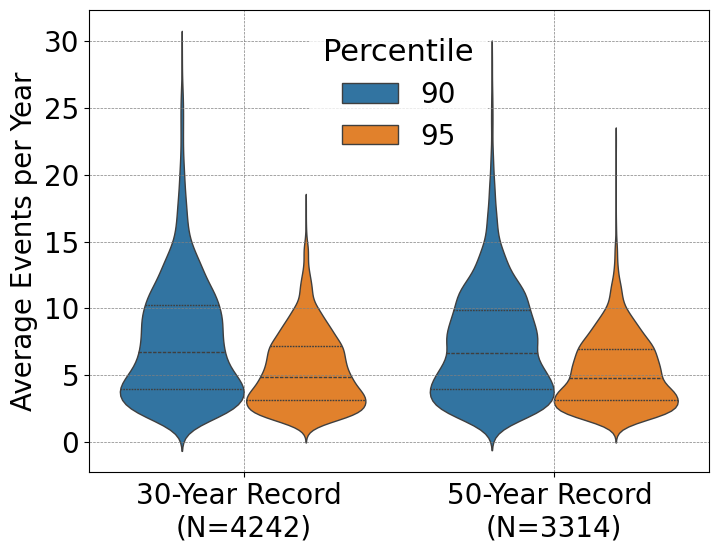 Average Events per Year
30
25
20
15
10
5
0
Percentile
90
95
30-Year Record
(N=4242)
50-Year Record
(N=3314)